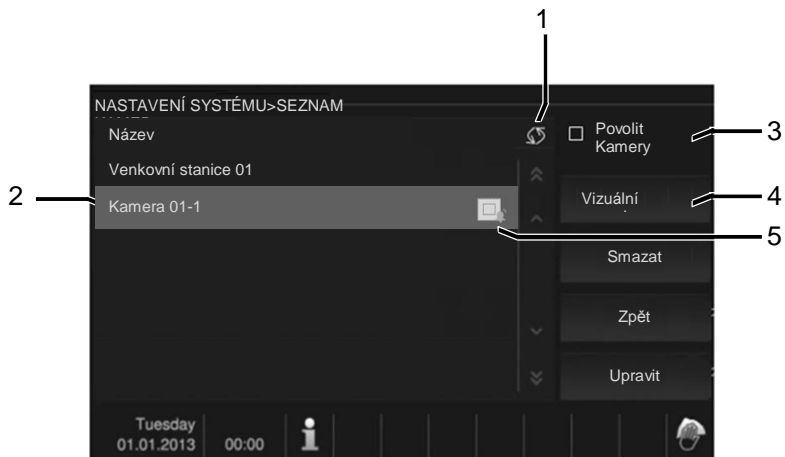 1
NASTAVENÍ SYSTÉMU>SEZNAM
Název
Povolit
Kamery
3
Venkovní stanice 01
2
Kamera 01-1
Vizuální
4
5
Smazat
Zpět
Upravit
Tuesday
01.01.2013
00:00